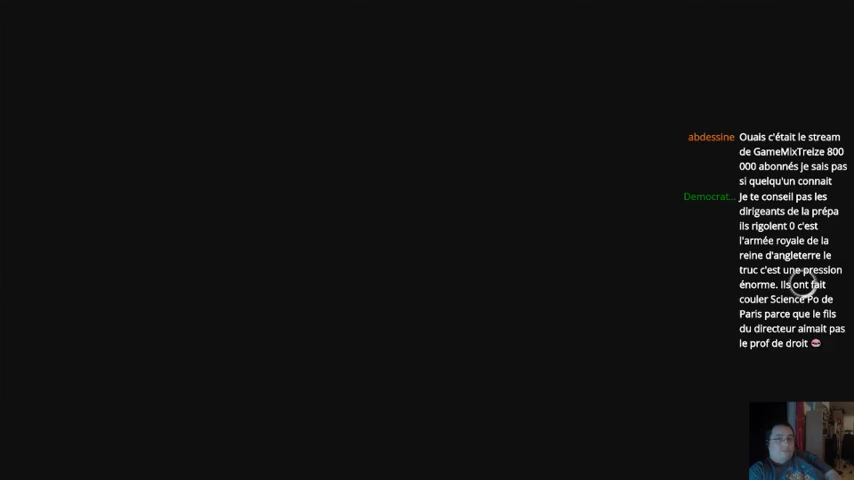 abdessine Ouais c'était le stream
de GameMixTreize 800
000 abonnés je sais pas
si quelqu'un connait
Democrat... Je te conseil pas les
dirigeants de la prépa
ils rigolent 0 c'est
l'armée royale de la
reine d'angleterre le
truc c'est une pression
énorme. Ils ont fait
couler Science Po de
Paris parce que le fils
du directeur aimait pas
le prof de droit